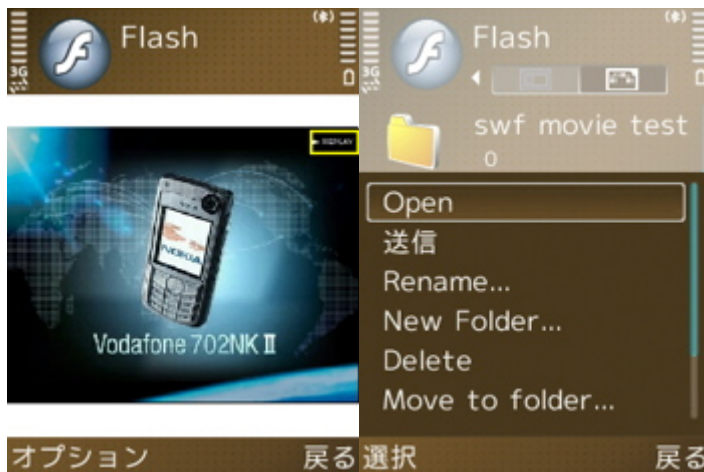 Flash
3G
REPLAY
NOKIA
Vodafone 702NK II
オプション 戻る
Flash
3G
swf movie test
0
Open
送信
Rename...
New Folder...
Delete
Move to folder...
選択 戻る